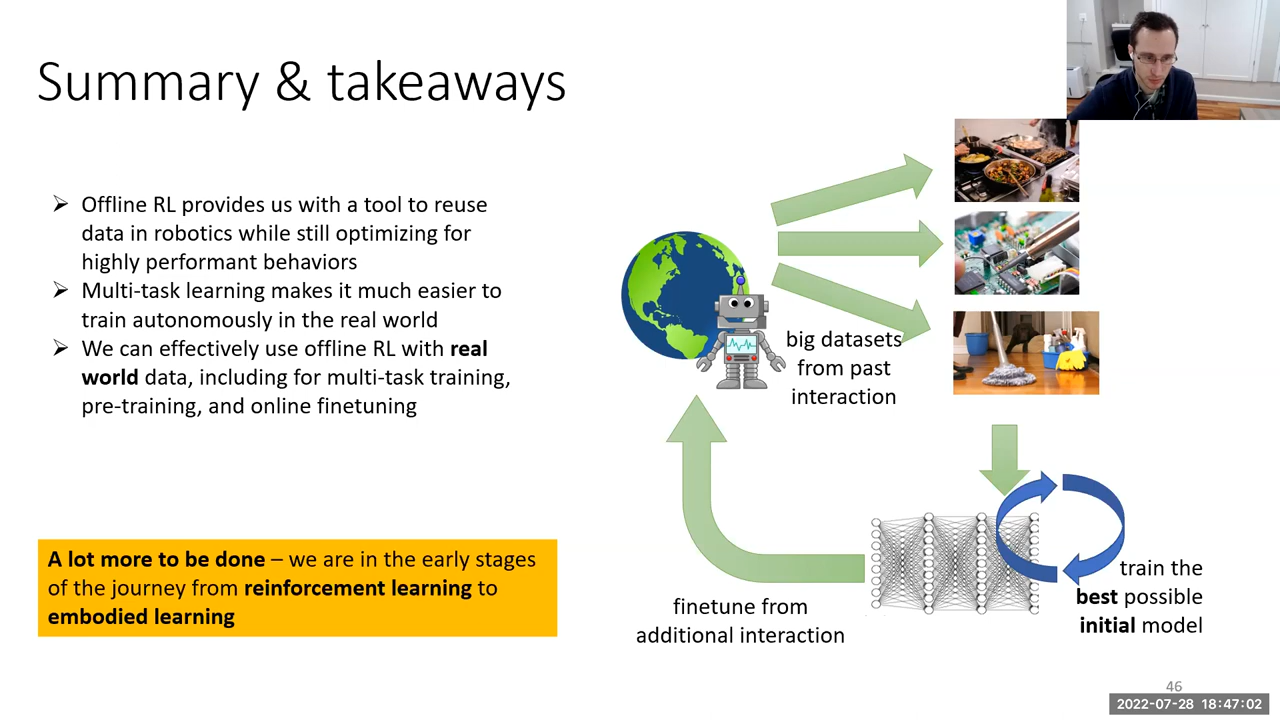 Summary & takeaways
➢ Offline RL provides us with a tool to reuse
data in robotics while still optimizing for
highly performant behaviors
➢ Multi-task learning makes it much easier to
train autonomously in the real world
➢ We can effectively use offline RL with real
world data, including for multi-task training,
pre-training, and online finetuning
A lot more to be done – we are in the early stages
of the journey from reinforcement learning to
embodied learning
big datasets
from past
interaction
finetune from
additional interaction
train the
best possible
initial model
46
2022-07-28 18:47:02